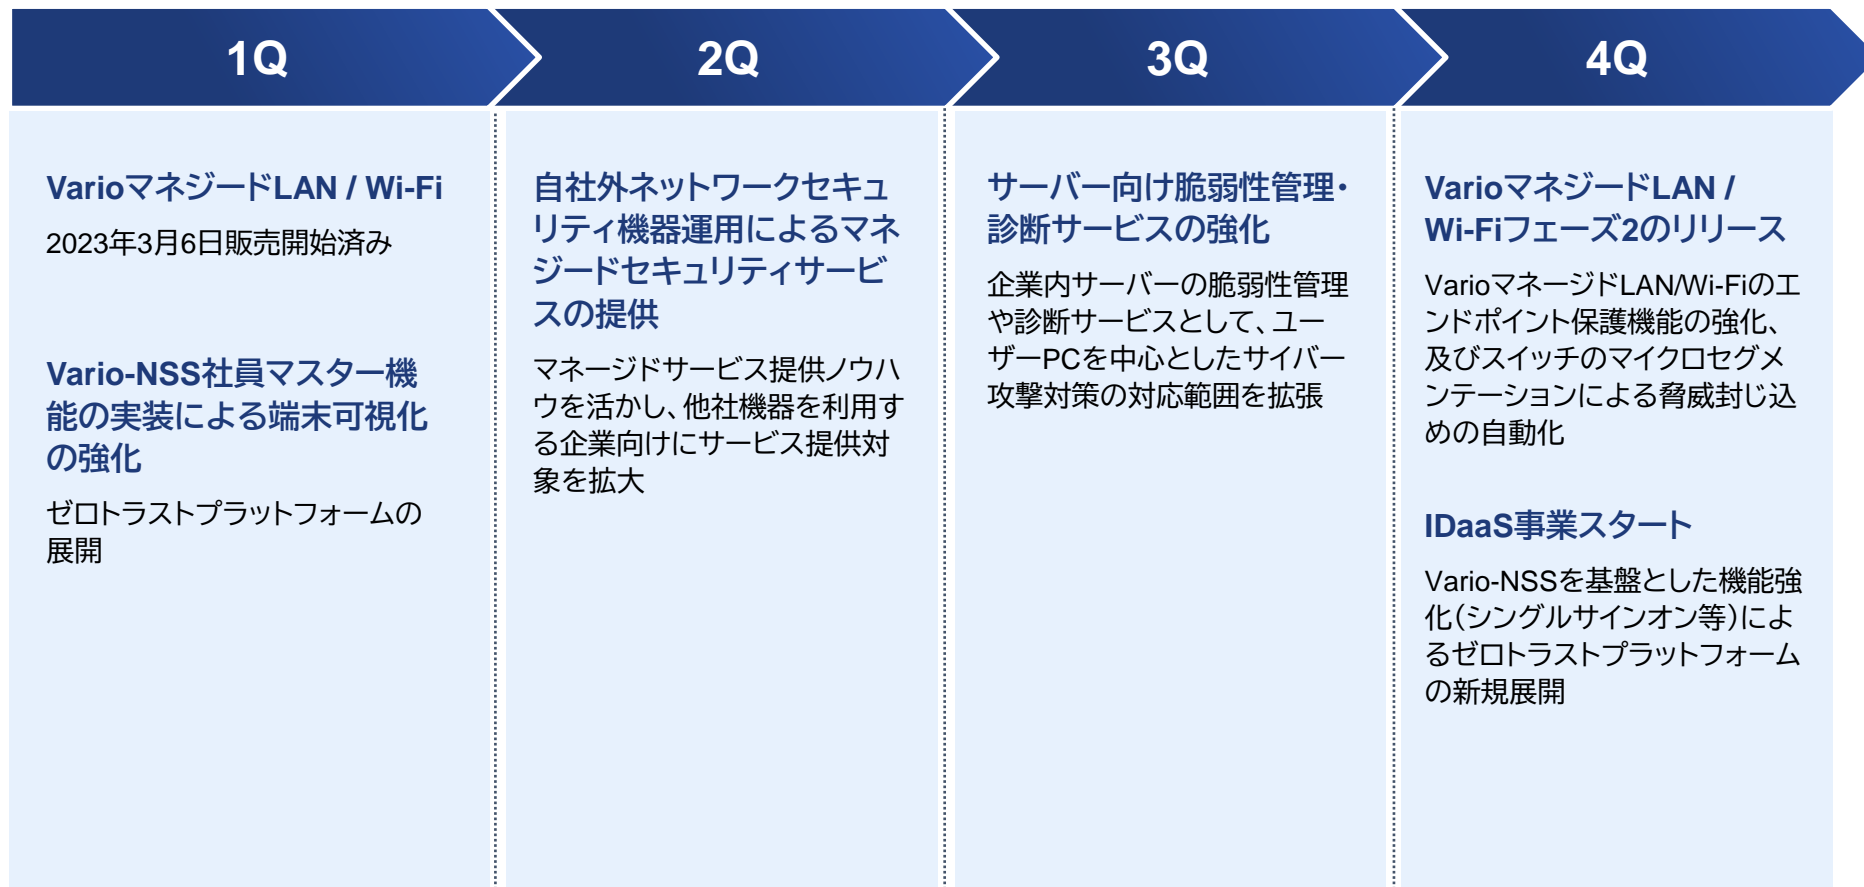 1Q
2Q
3Q
4Q
VarioマネジードLAN / Wi-Fi
2023年3月6日販売開始済み
Vario-NSS社員マスター機
能の実装による端末可視化
の強化
ゼロトラストプラットフォームの
展開
自社外ネットワークセキュ
リティ機器運用によるマネ
ジードセキュリティサービ
スの提供
マネージドサービス提供ノウハ
ウを活かし、他社機器を利用す
る企業向けにサービス提供対
象を拡大
サーバー向け脆弱性管理・
診断サービスの強化
企業内サーバーの脆弱性管理
や診断サービスとして、ユー
ザーPCを中心としたサイバー
攻撃対策の対応範囲を拡張
VarioマネジードLAN /
Wi-Fiフェーズ2のリリース
VarioマネージドLAN/Wi-Fiのエ
ンドポイント保護機能の強化、
及びスイッチのマイクロセグメ
ンテーションによる脅威封じ込
めの自動化
IDaaS事業スタート
Vario-NSSを基盤とした機能強
化（シングルサインオン等）によ
るゼロトラストプラットフォーム
の新規展開